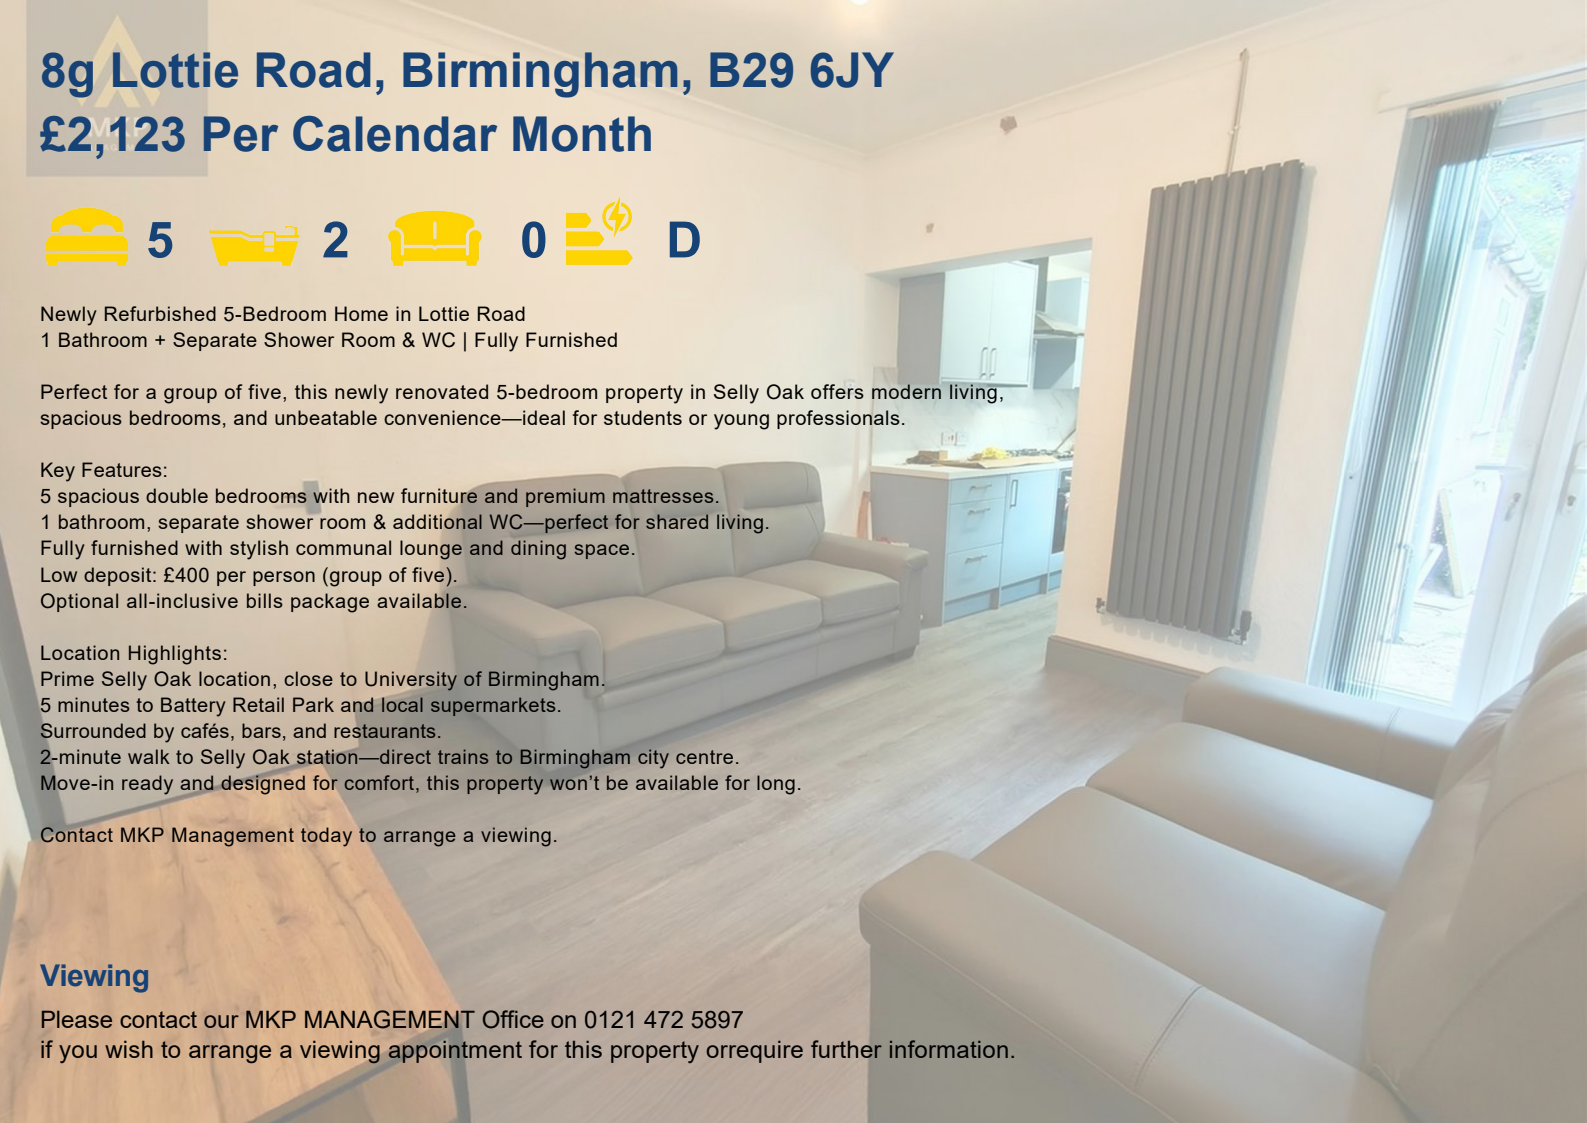 8g Lottie Road, Birmingham, B29 6JY
£2,123 Per Calendar Month
MKP
5 2 0 D
Newly Refurbished 5-Bedroom Home in Lottie Road
1 Bathroom + Separate Shower Room & WC | Fully Furnished
Perfect for a group of five, this newly renovated 5-bedroom property in Selly Oak offers modern living,
spacious bedrooms, and unbeatable convenience—ideal for students or young professionals.
Key Features:
5 spacious double bedrooms with new furniture and premium mattresses.
1 bathroom, separate shower room & additional WC—perfect for shared living.
Fully furnished with stylish communal lounge and dining space.
Low deposit: £400 per person (group of five).
Optional all-inclusive bills package available.
Location Highlights:
Prime Selly Oak location, close to University of Birmingham.
5 minutes to Battery Retail Park and local supermarkets.
Surrounded by cafés, bars, and restaurants.
2-minute walk to Selly Oak station—direct trains to Birmingham city centre.
Move-in ready and designed for comfort, this property won’t be available for long.
Contact MKP Management today to arrange a viewing.
Viewing
Please contact our MKP MANAGEMENT Office on 0121 472 5897
if you wish to arrange a viewing appointment for this property orrequire further information.